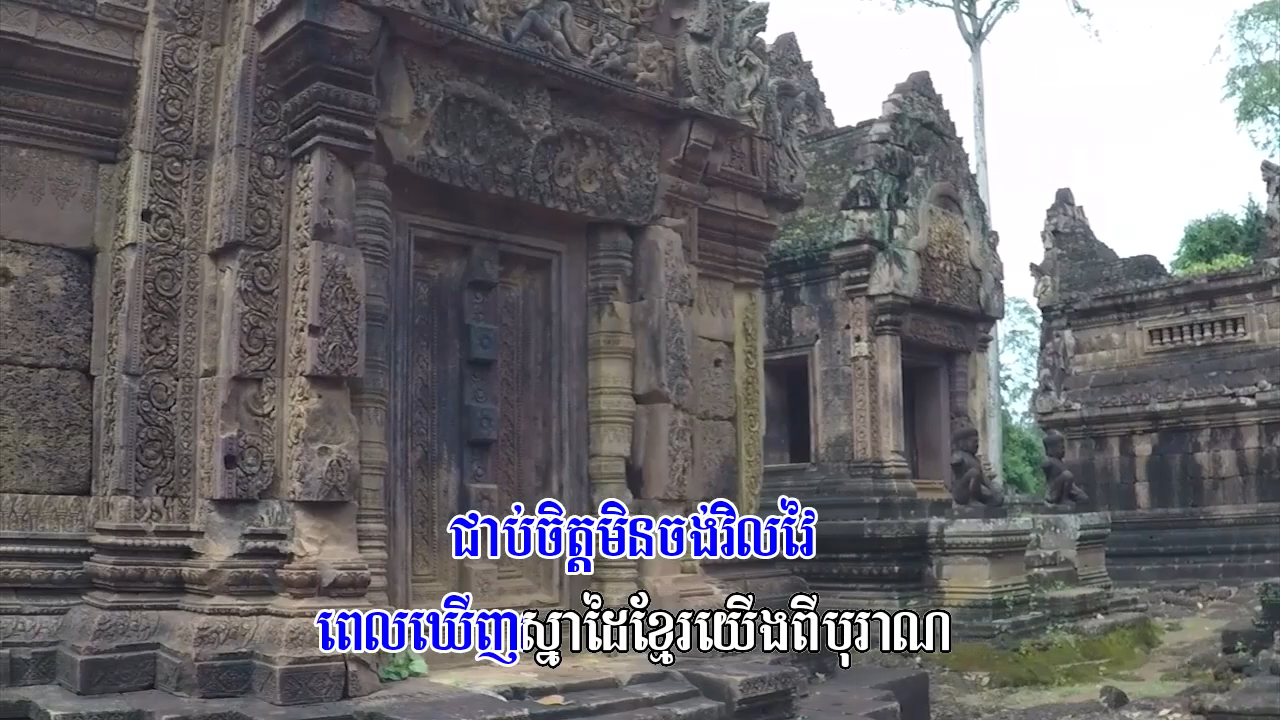 ជាប់ចិត្តមិនចង់វិលវៃ
ពេលឃើញស្នាដៃខ្មែរយើងពីបុរាណ